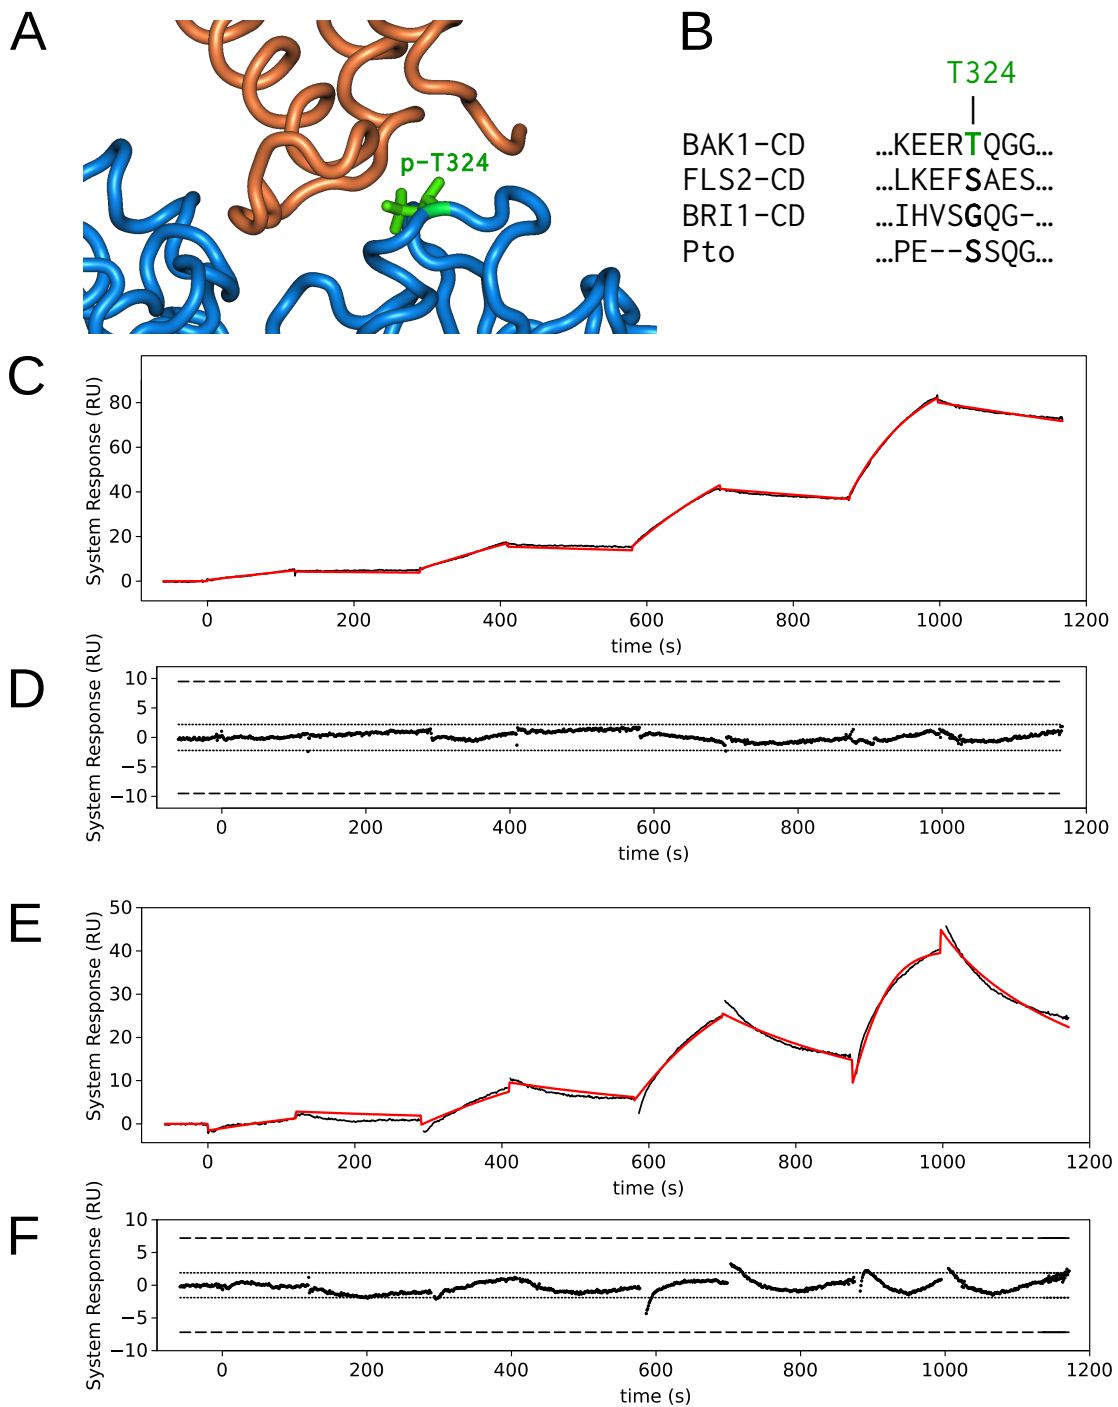 A
B
p-T324
T324
BAK1-CD ...KEERTQGG...
FLS2-CD ...LKEFSAES...
BRI1-CD ...IHVSGQG-...
Pto ...PE--SSQG...
C
System Response (RU)
80
60
40
20
0
0 200 400 600 800 1000 1200
time (s)
D
System Response (RU)
10
5
0
−5
−10
0 200 400 600 800 1000 1200
time (s)
E
System Response (RU)
50
40
30
20
10
0
0 200 400 600 800 1000 1200
time (s)
F
System Response (RU)
10
5
0
−5
−10
0 200 400 600 800 1000 1200
time (s)